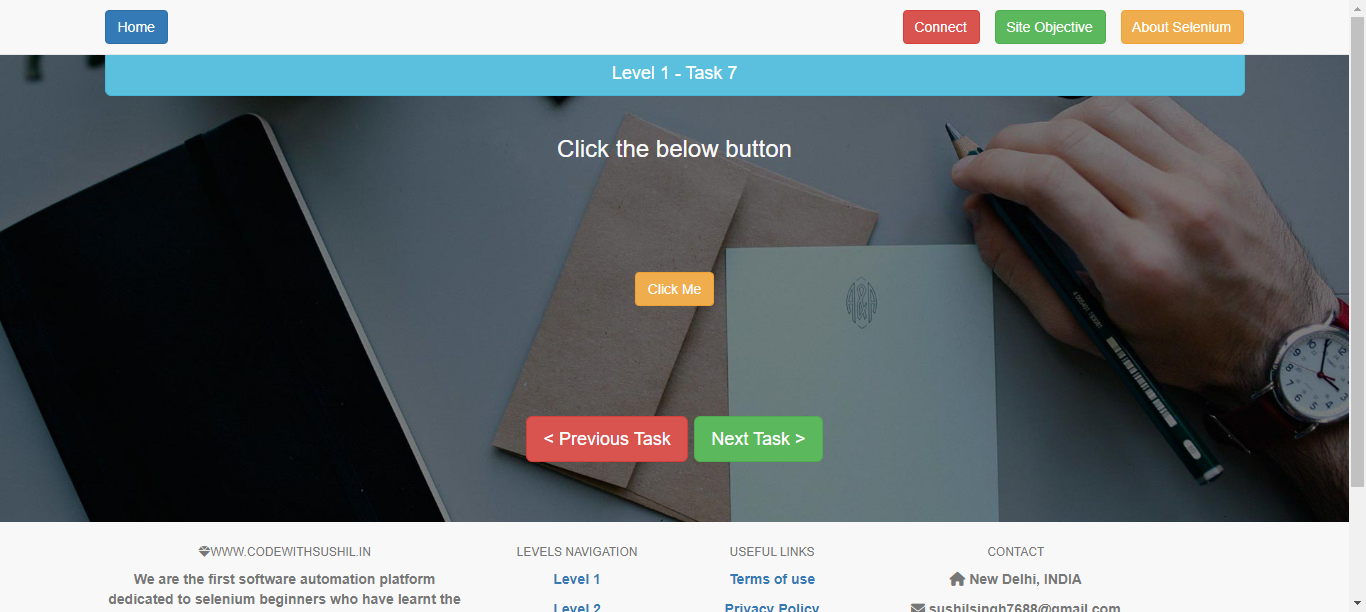 Home
Connect
Site Objective
About Selenium
Level 1 - Task 7
Click the below button
Click Me
< Previous Task
Next Task >
WWW.CODEWITHSUSHIL.IN
We are the first software automation platform
dedicated to selenium beginners who have learnt the
LEVELS NAVIGATION
Level 1
Level 2
USEFUL LINKS
Terms of use
Privacy Policy
CONTACT
New Delhi, INDIA
sushilsingh7688@gmail.com